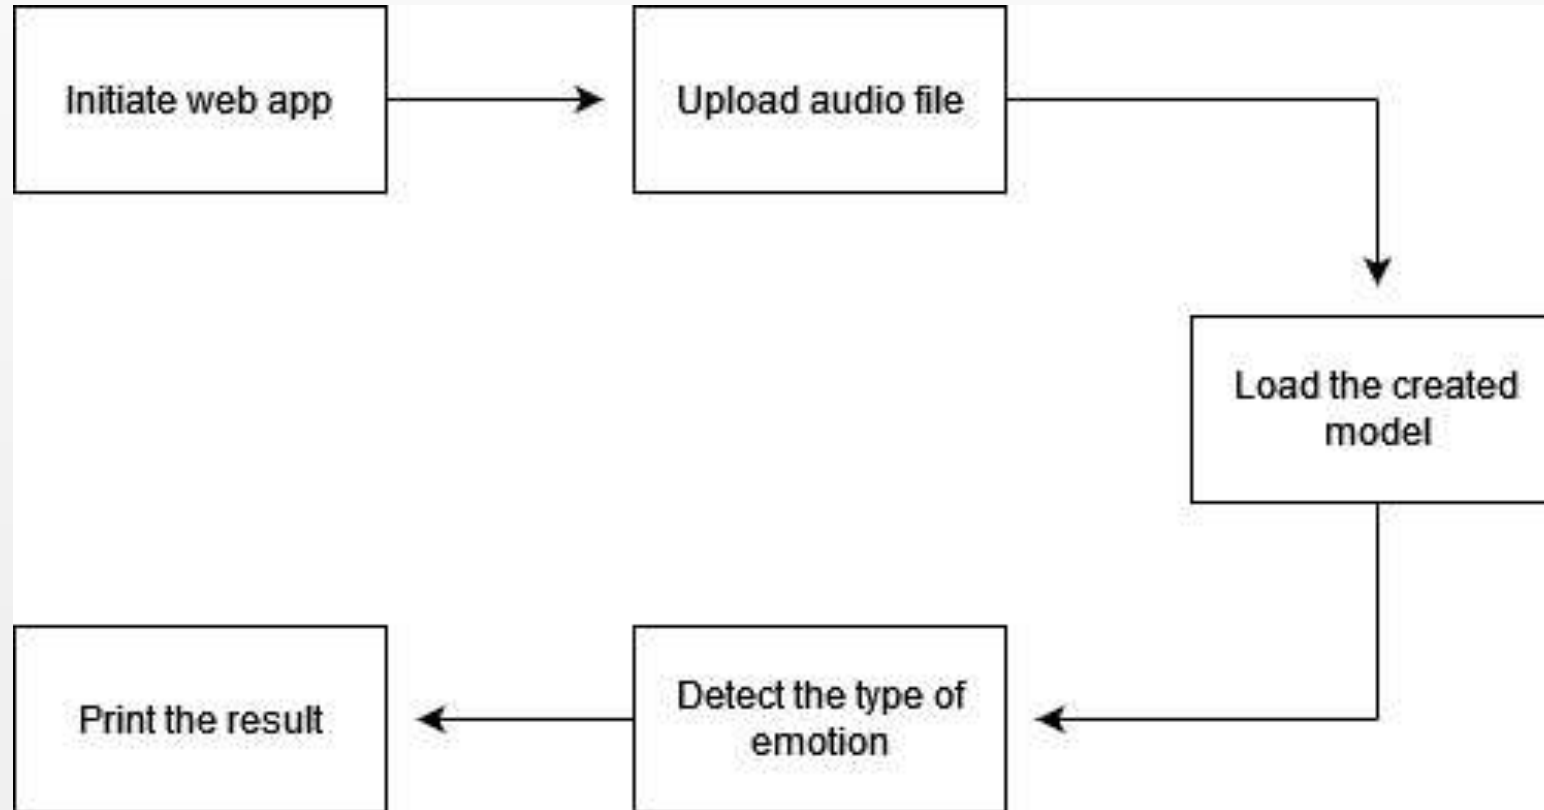 Initiate web app
Upload audio file
Load the created
model
Detect the type of
emotion
Print the result